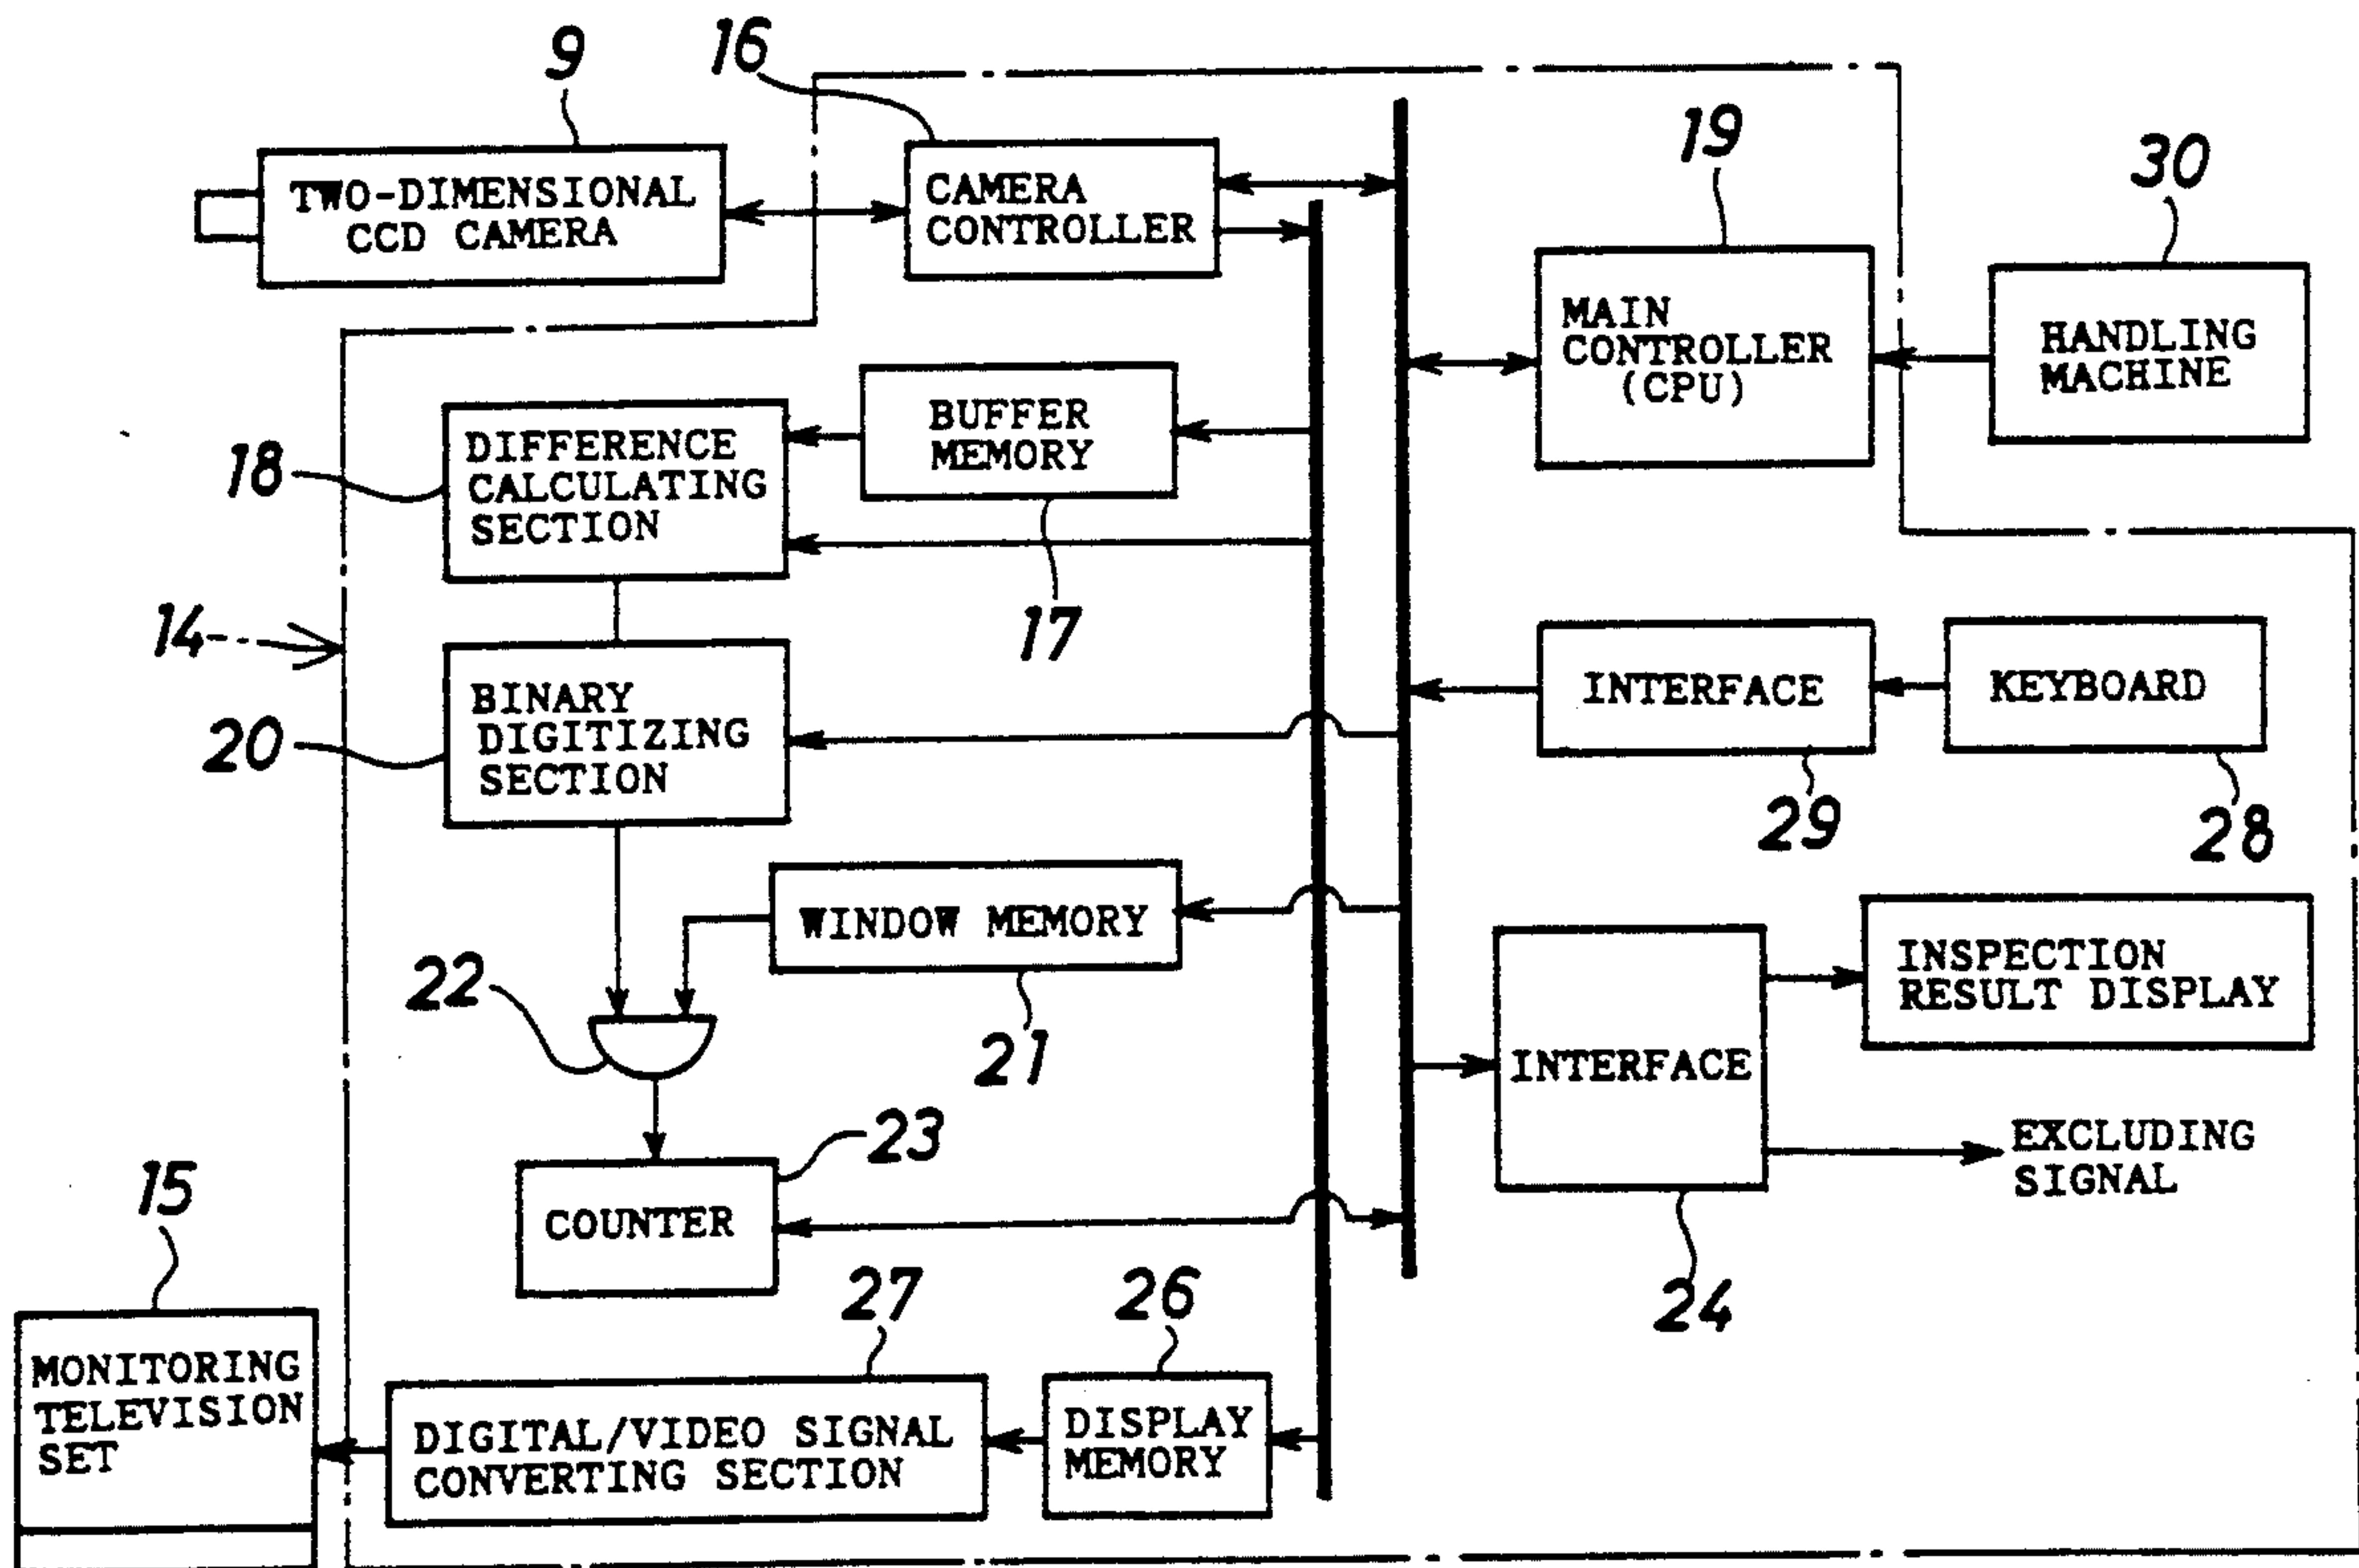 9
16
TWO-DIMENSIONAL
CCD CAMERA
CAMERA
CONTROLLER
19
30
MAIN
CONTROLLER
(CPU)
HANDLING
MACHINE
BUFFER
MEMORY
17
18
DIFFERENCE
CALCULATING
SECTION
14
20
BINARY
DIGITIZING
SECTION
INTERFACE
29
KEYBOARD
28
WINDOW MEMORY
21
22
INTERFACE
24
INSPECTION
RESULT DISPLAY
EXCLUDING
SIGNAL
23
COUNTER
15
MONITORING
TELEVISION
SET
27
DIGITAL/VIDEO SIGNAL
CONVERTING SECTION
26
DISPLAY
MEMORY